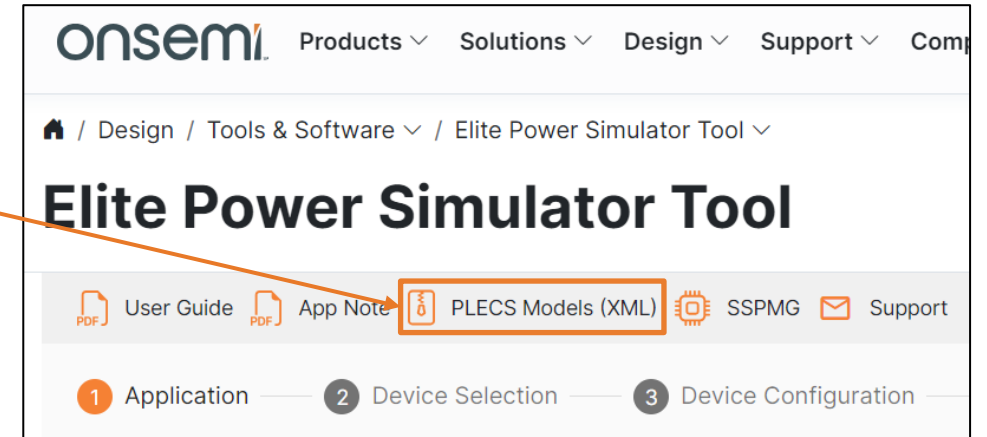 onsemi Products Solutions Design Support Comp
/ Design / Tools & Software / Elite Power Simulator Tool
Elite Power Simulator Tool
PDF User Guide PDF App Note PLECS Models (XML) SSPMG Support
1 Application 2 Device Selection 3 Device Configuration